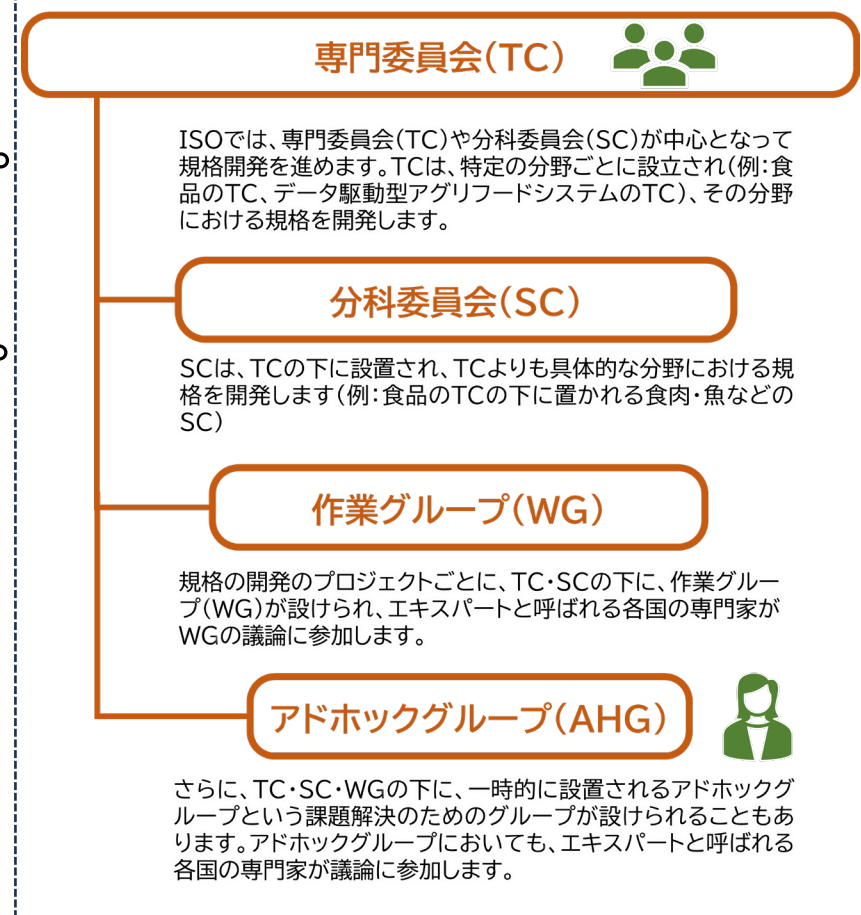 専門委員会(TC)
ISOでは、専門委員会(TC)や分科委員会(SC)が中心となって
規格開発を進めます。TCは、特定の分野ごとに設立され(例:食
品のTC、データ駆動型アグリフードシステムのTC)、その分野
における規格を開発します。
分科委員会(SC)
SCは、TCの下に設置され、TCよりも具体的な分野における規
格を開発します(例:食品のTCの下に置かれる食肉・魚などの
SC)
作業グループ(WG)
規格の開発のプロジェクトごとに、TC・SCの下に、作業グルー
プ(WG)が設けられ、エキスパートと呼ばれる各国の専門家が
WGの議論に参加します。
アドホックグループ(AHG)
さらに、TC・SC・WGの下に、一時的に設置されるアドホックグ
ループという課題解決のためのグループが設けられることもあ
ります。アドホックグループにおいても、エキスパートと呼ばれる
各国の専門家が議論に参加します。